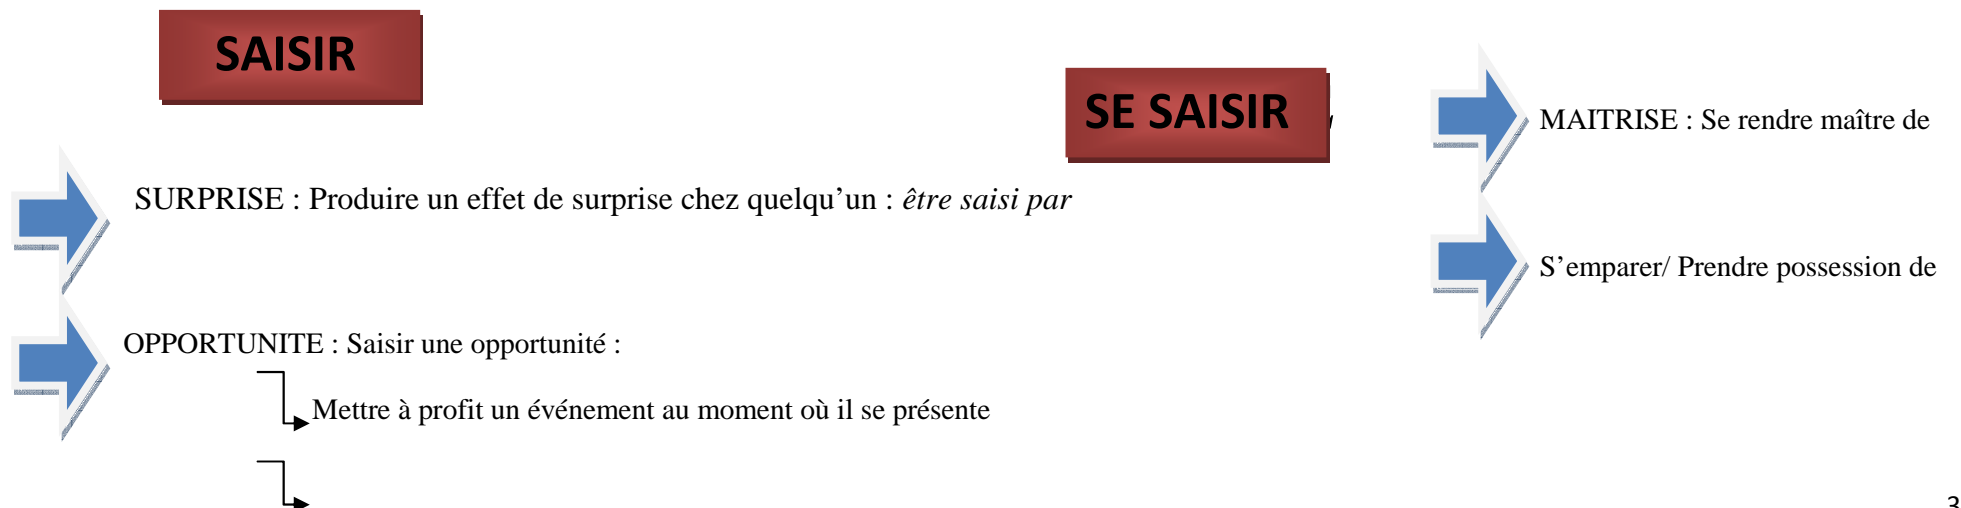 SAISIR
SURPRISE : Produire un effet de surprise chez quelqu’un : être saisi par
OPPORTUNITE : Saisir une opportunité :
Mettre à profit un événement au moment où il se présente
SE SAISIR
MAITRISE : Se rendre maître de
S’emparer/ Prendre possession de
3